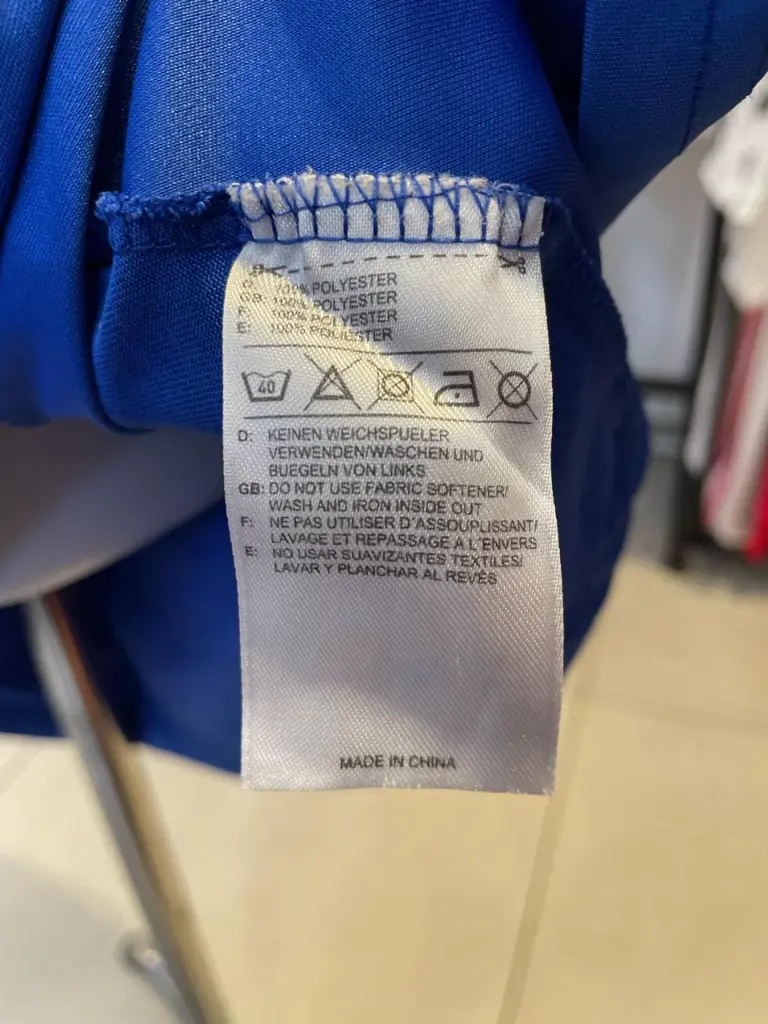 D: 100% POLYESTER
GB: 100% POLYESTER
F: 100% POLYESTER
E: 100% POLIESTER
40
D: KEINEN WEICHSPUELER
VERWENDEN/WASCHEN UND
BUEGELN VON LINKS
GB: DO NOT USE FABRIC SOFTENER/
WASH AND IRON INSIDE OUT
F: NE PAS UTILISER D'ASSOUPLISSANT/
LAVAGE ET REPASSAGE A L'ENVERS
E: NO USAR SUAVIZANTES TEXTILES/
LAVAR Y PLANCHAR AL REVÉS
MADE IN CHINA